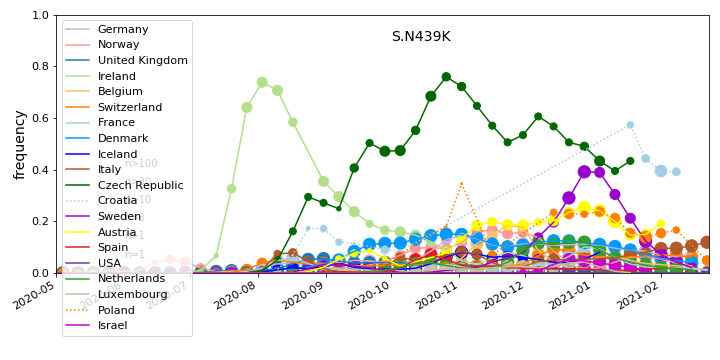 S.N439K
frequency
1.0
0.8
0.6
0.4
0.2
0.0
Germany
Norway
United Kingdom
Ireland
Belgium
Switzerland
France
Denmark
Iceland
Italy
Czech Republic
Croatia
Sweden
Austria
Spain
USA
Netherlands
Luxembourg
Poland
Israel
n>100
n=1
2020-05
2020-07
2020-08
2020-09
2020-10
2020-11
2020-12
2021-01
2021-02